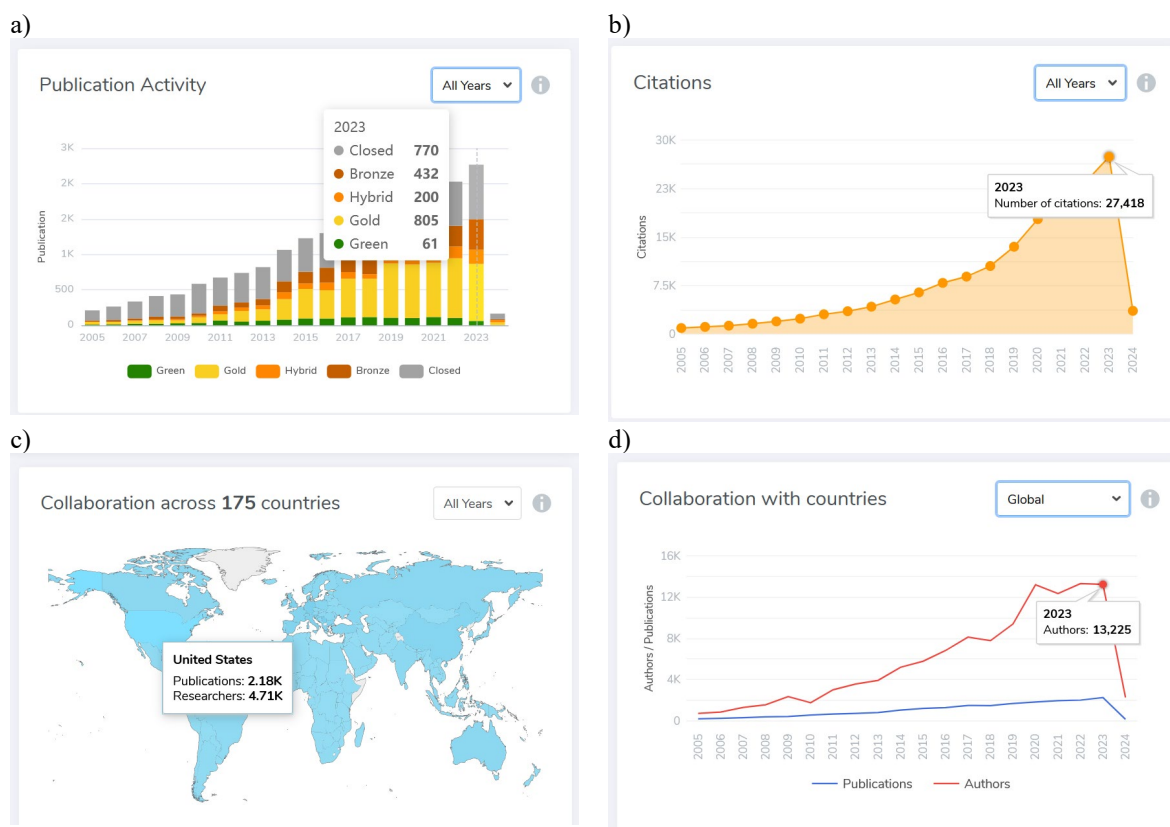 a)
Publication Activity
All Years
3K
2K
2K
1K
500
0
Publication
2023
Closed 770
Bronze 432
Hybrid 200
Gold 805
Green 61
2005 2007 2009 2011 2013 2015 2017 2019 2021 2023
Green Gold Hybrid Bronze Closed
b)
Citations
All Years
30K
23K
15K
7.5K
0
Citations
2023
Number of citations: 27,418
2005 2006 2007 2008 2009 2010 2011 2012 2013 2014 2015 2016 2017 2018 2019 2020 2021 2022 2023 2024
c)
Collaboration across 175 countries
All Years
United States
Publications: 2.18K
Researchers: 4.71K
d)
Collaboration with countries
Global
16K
12K
8K
4K
0
Authors / Publications
2023
Authors: 13,225
2005 2006 2007 2008 2009 2010 2011 2012 2013 2014 2015 2016 2017 2018 2019 2020 2021 2022 2023 2024
Publications Authors